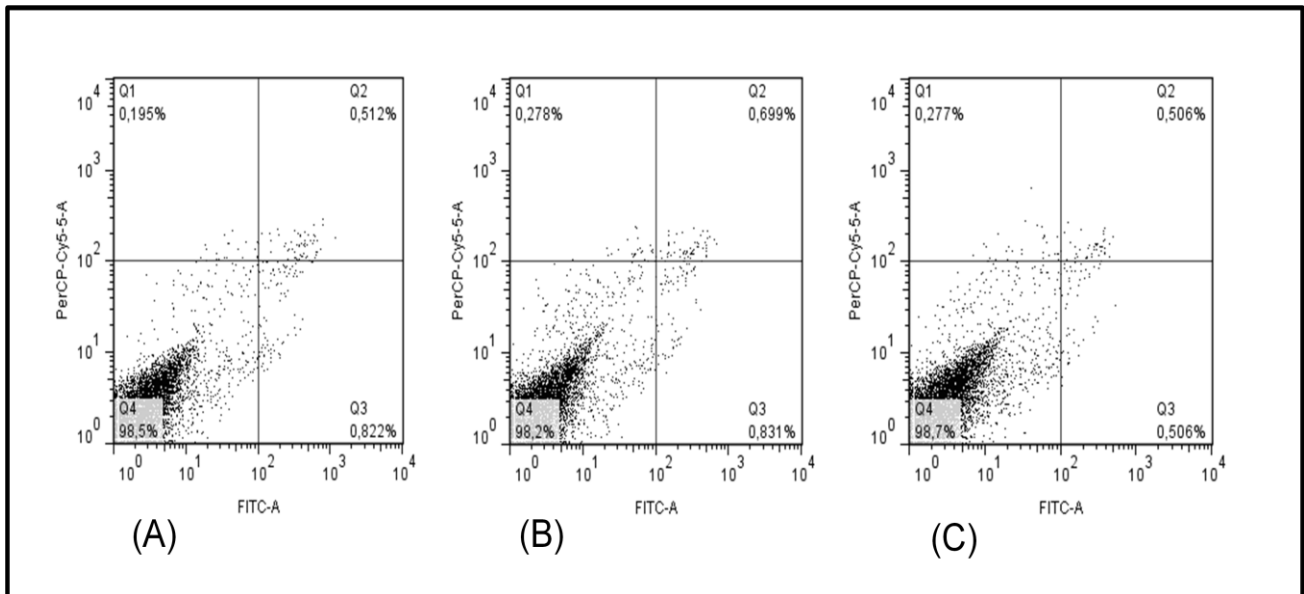 Q1
0,195%
Q2
0,512%
10^4
10^3
10^2
10^1
10^0
PerCP-Cy5-5-A
Q4
98,5%
Q3
0,822%
10^0 10^1 10^2 10^3 10^4
FITC-A
(A)
Q1
0,278%
Q2
0,699%
10^4
10^3
10^2
10^1
10^0
PerCP-Cy5-5-A
Q4
98,2%
Q3
0,831%
10^0 10^1 10^2 10^3 10^4
FITC-A
(B)
Q1
0,277%
Q2
0,506%
10^4
10^3
10^2
10^1
10^0
PerCP-Cy5-5-A
Q4
98,7%
Q3
0,506%
10^0 10^1 10^2 10^3 10^4
FITC-A
(C)